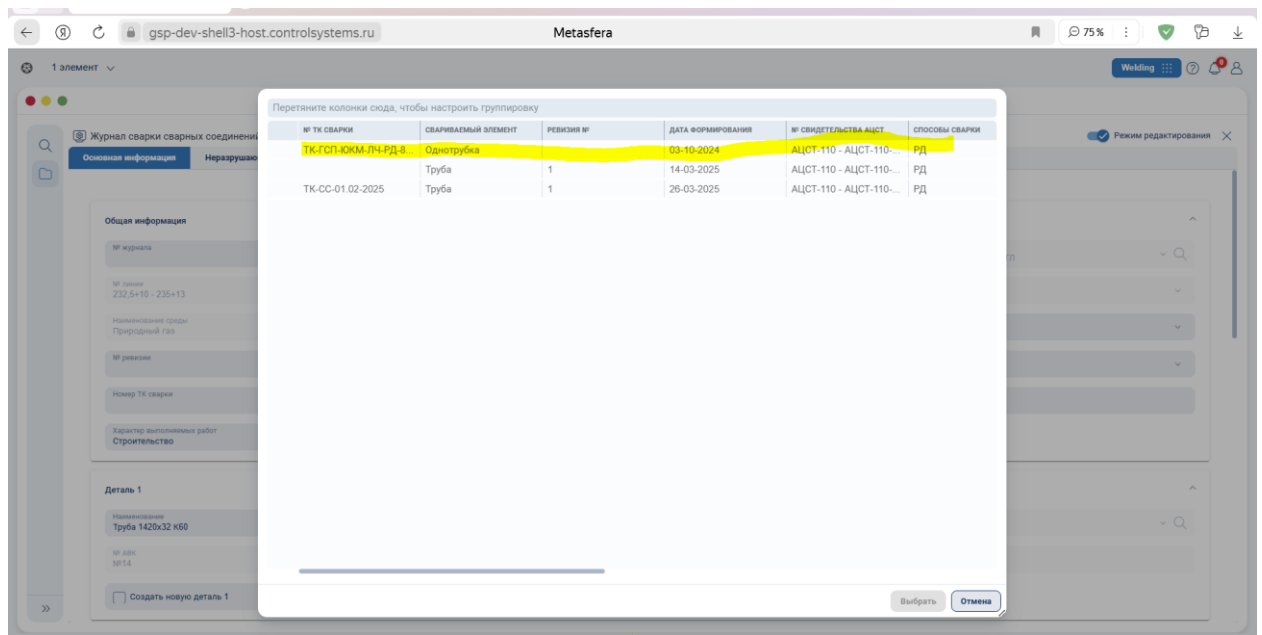 gsp-dev-shell3-host.controlsystems.ru
Metasfera
75 %
1 элемент
Welding
Перетяните колонки сюда, чтобы настроить группировку
№ ТК СВАРКИ СВАРИВАЕМЫЙ ЭЛЕМЕНТ РЕВИЗИЯ № ДАТА ФОРМИРОВАНИЯ № СВИДЕТЕЛЬСТВА АЦСТ СПОСОБЫ СВАРКИ
ТК-ГСП-ЮКМ-ЛЧ-РД-8... Однотрубка 03-10-2024 АЦСТ-110 - АЦСТ-110-... РД
Труба 1 14-03-2025 АЦСТ-110 - АЦСТ-110-... РД
ТК-СС-01.02-2025 Труба 1 26-03-2025 АЦСТ-110 - АЦСТ-110-... РД
Журнал сварки сварных соединений
Режим редактирования
Основная информация Неразрушаю
Общая информация
№ журнала
№ линии
232,5+10 - 235+13
Наименование среды
Природный газ
№ ревизии
Номер ТК сварки
Характер выполняемых работ
Строительство
Деталь 1
Наименование
Труба 1420х32 К60
№ АВК
№14
Создать новую деталь 1
Выбрать Отмена